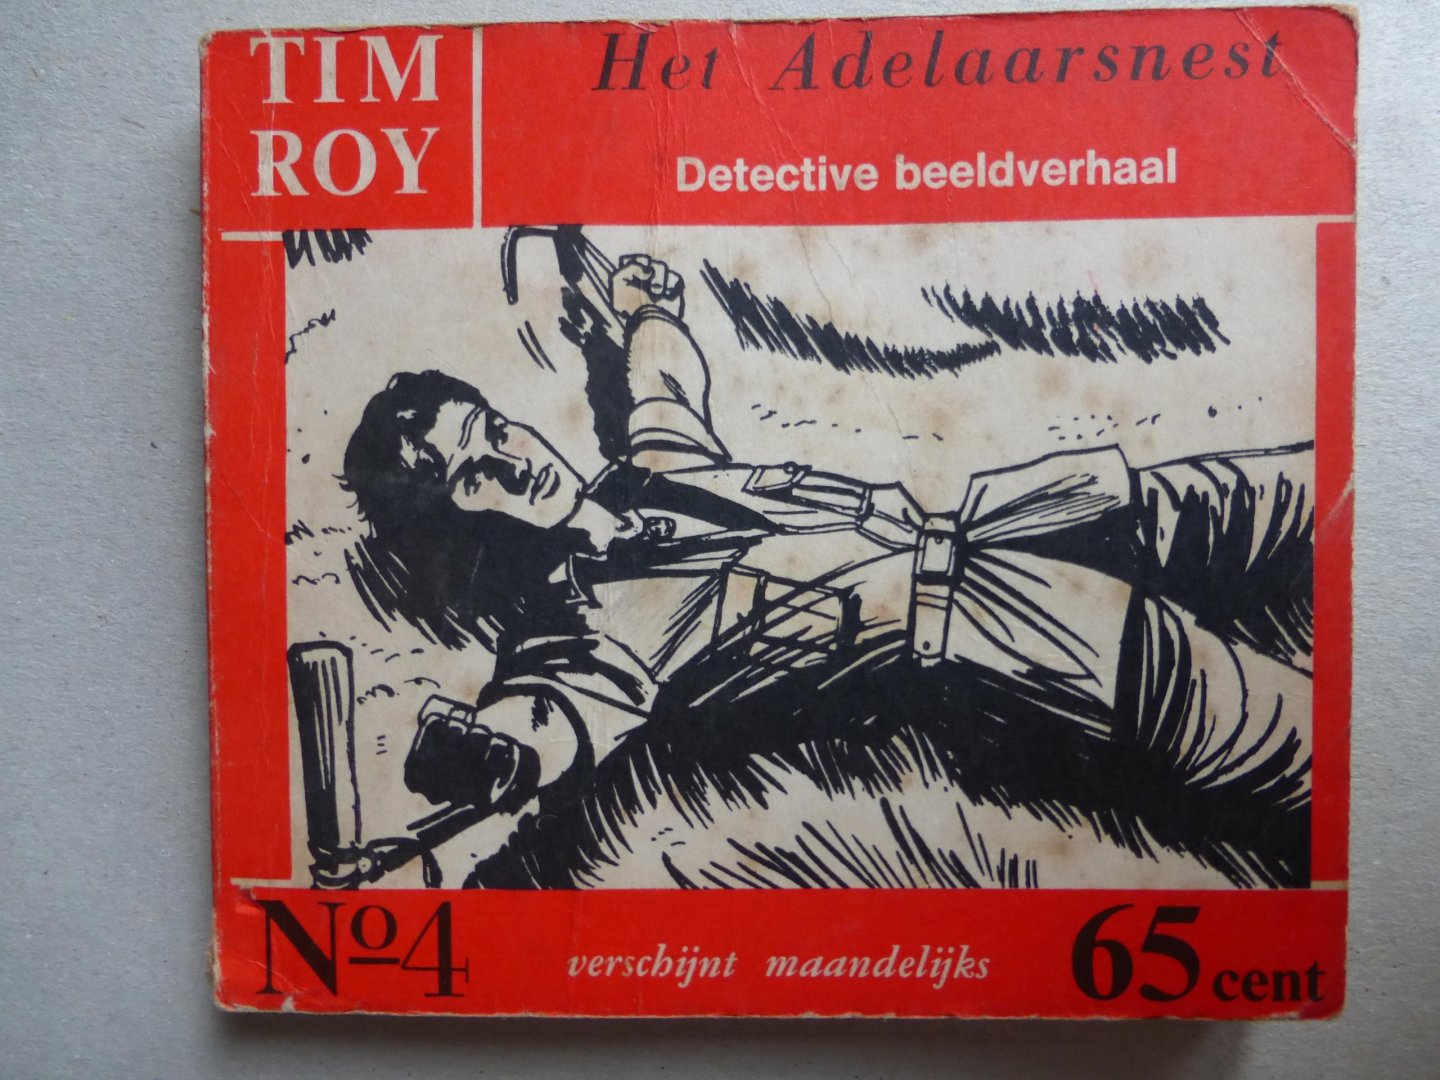 TIM
ROY
Het Adelaarsnest
Detective beeldverhaal
No4
verschijnt maandelijks
65 cent